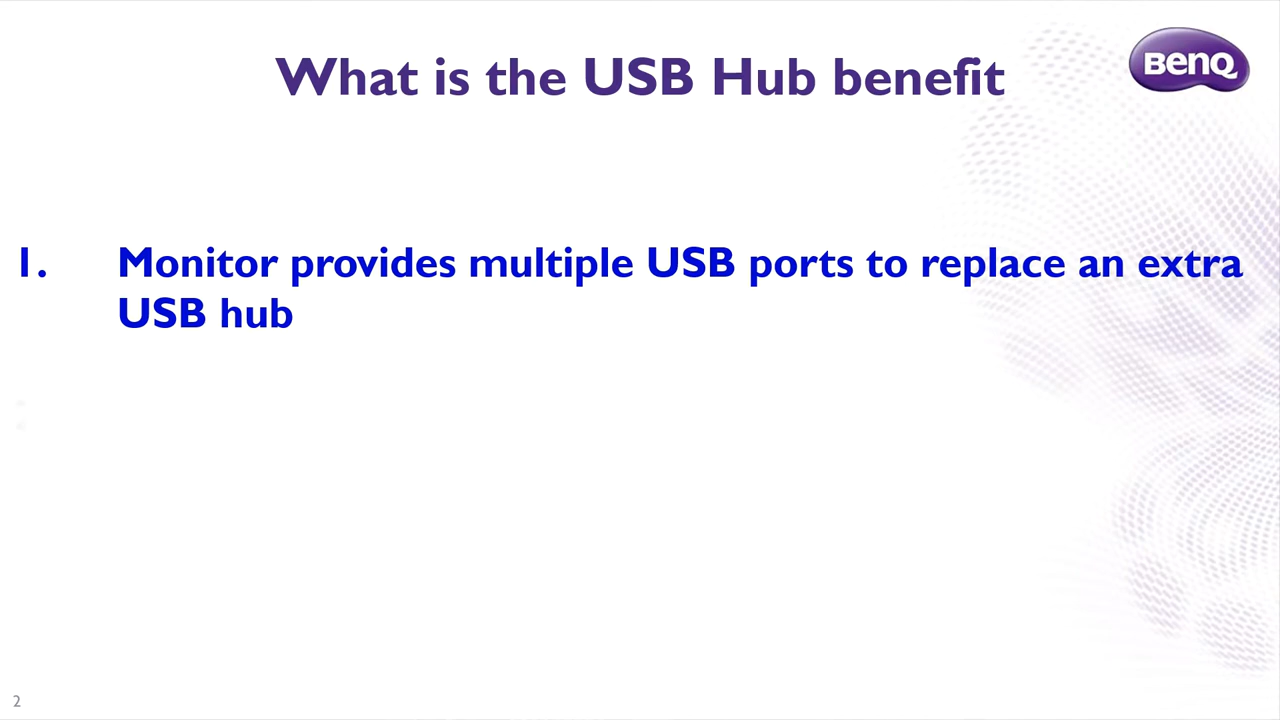 What is the USB Hub benefit
BenQ
1. Monitor provides multiple USB ports to replace an extra
USB hub
2